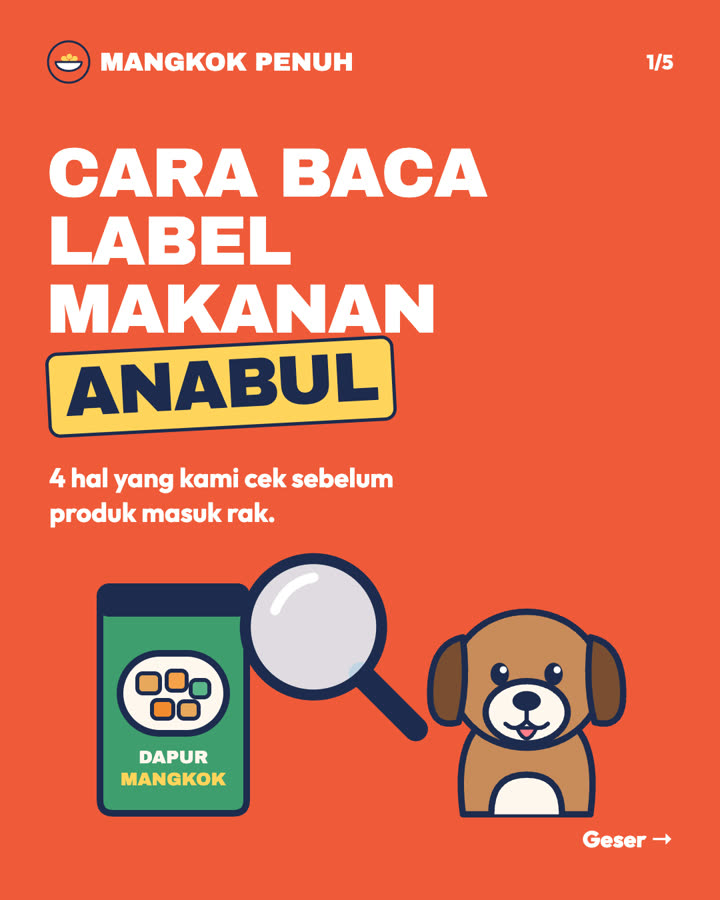 MANGKOK PENUH
1/5
CARA BACA
LABEL
MAKANAN
ANABUL
4 hal yang kami cek sebelum
produk masuk rak.
DAPUR
MANGKOK
Geser →